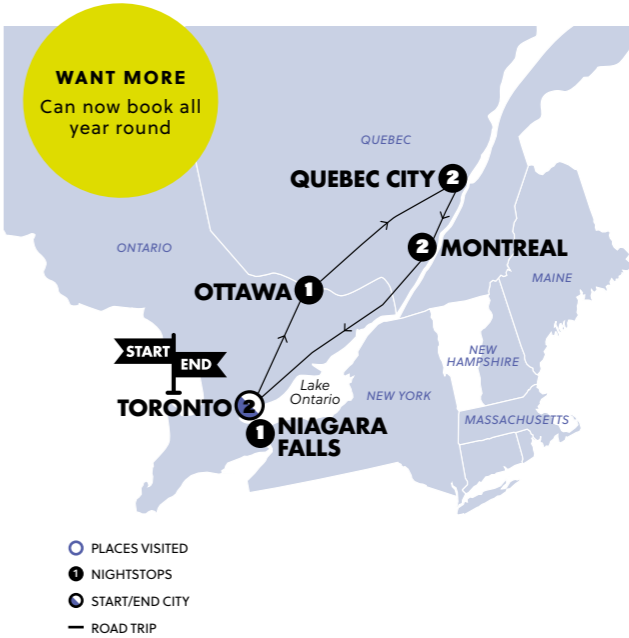 WANT MORE
Can now book all
year round
QUEBEC
QUEBEC CITY 2
2 MONTREAL
ONTARIO
MAINE
OTTAWA 1
START
END
NEW
HAMPSHIRE
Lake
Ontario
NEW YORK
TORONTO 2
MASSACHUSETTS
1 NIAGARA
FALLS
PLACES VISITED
1 NIGHTSTOPS
START/END CITY
ROAD TRIP